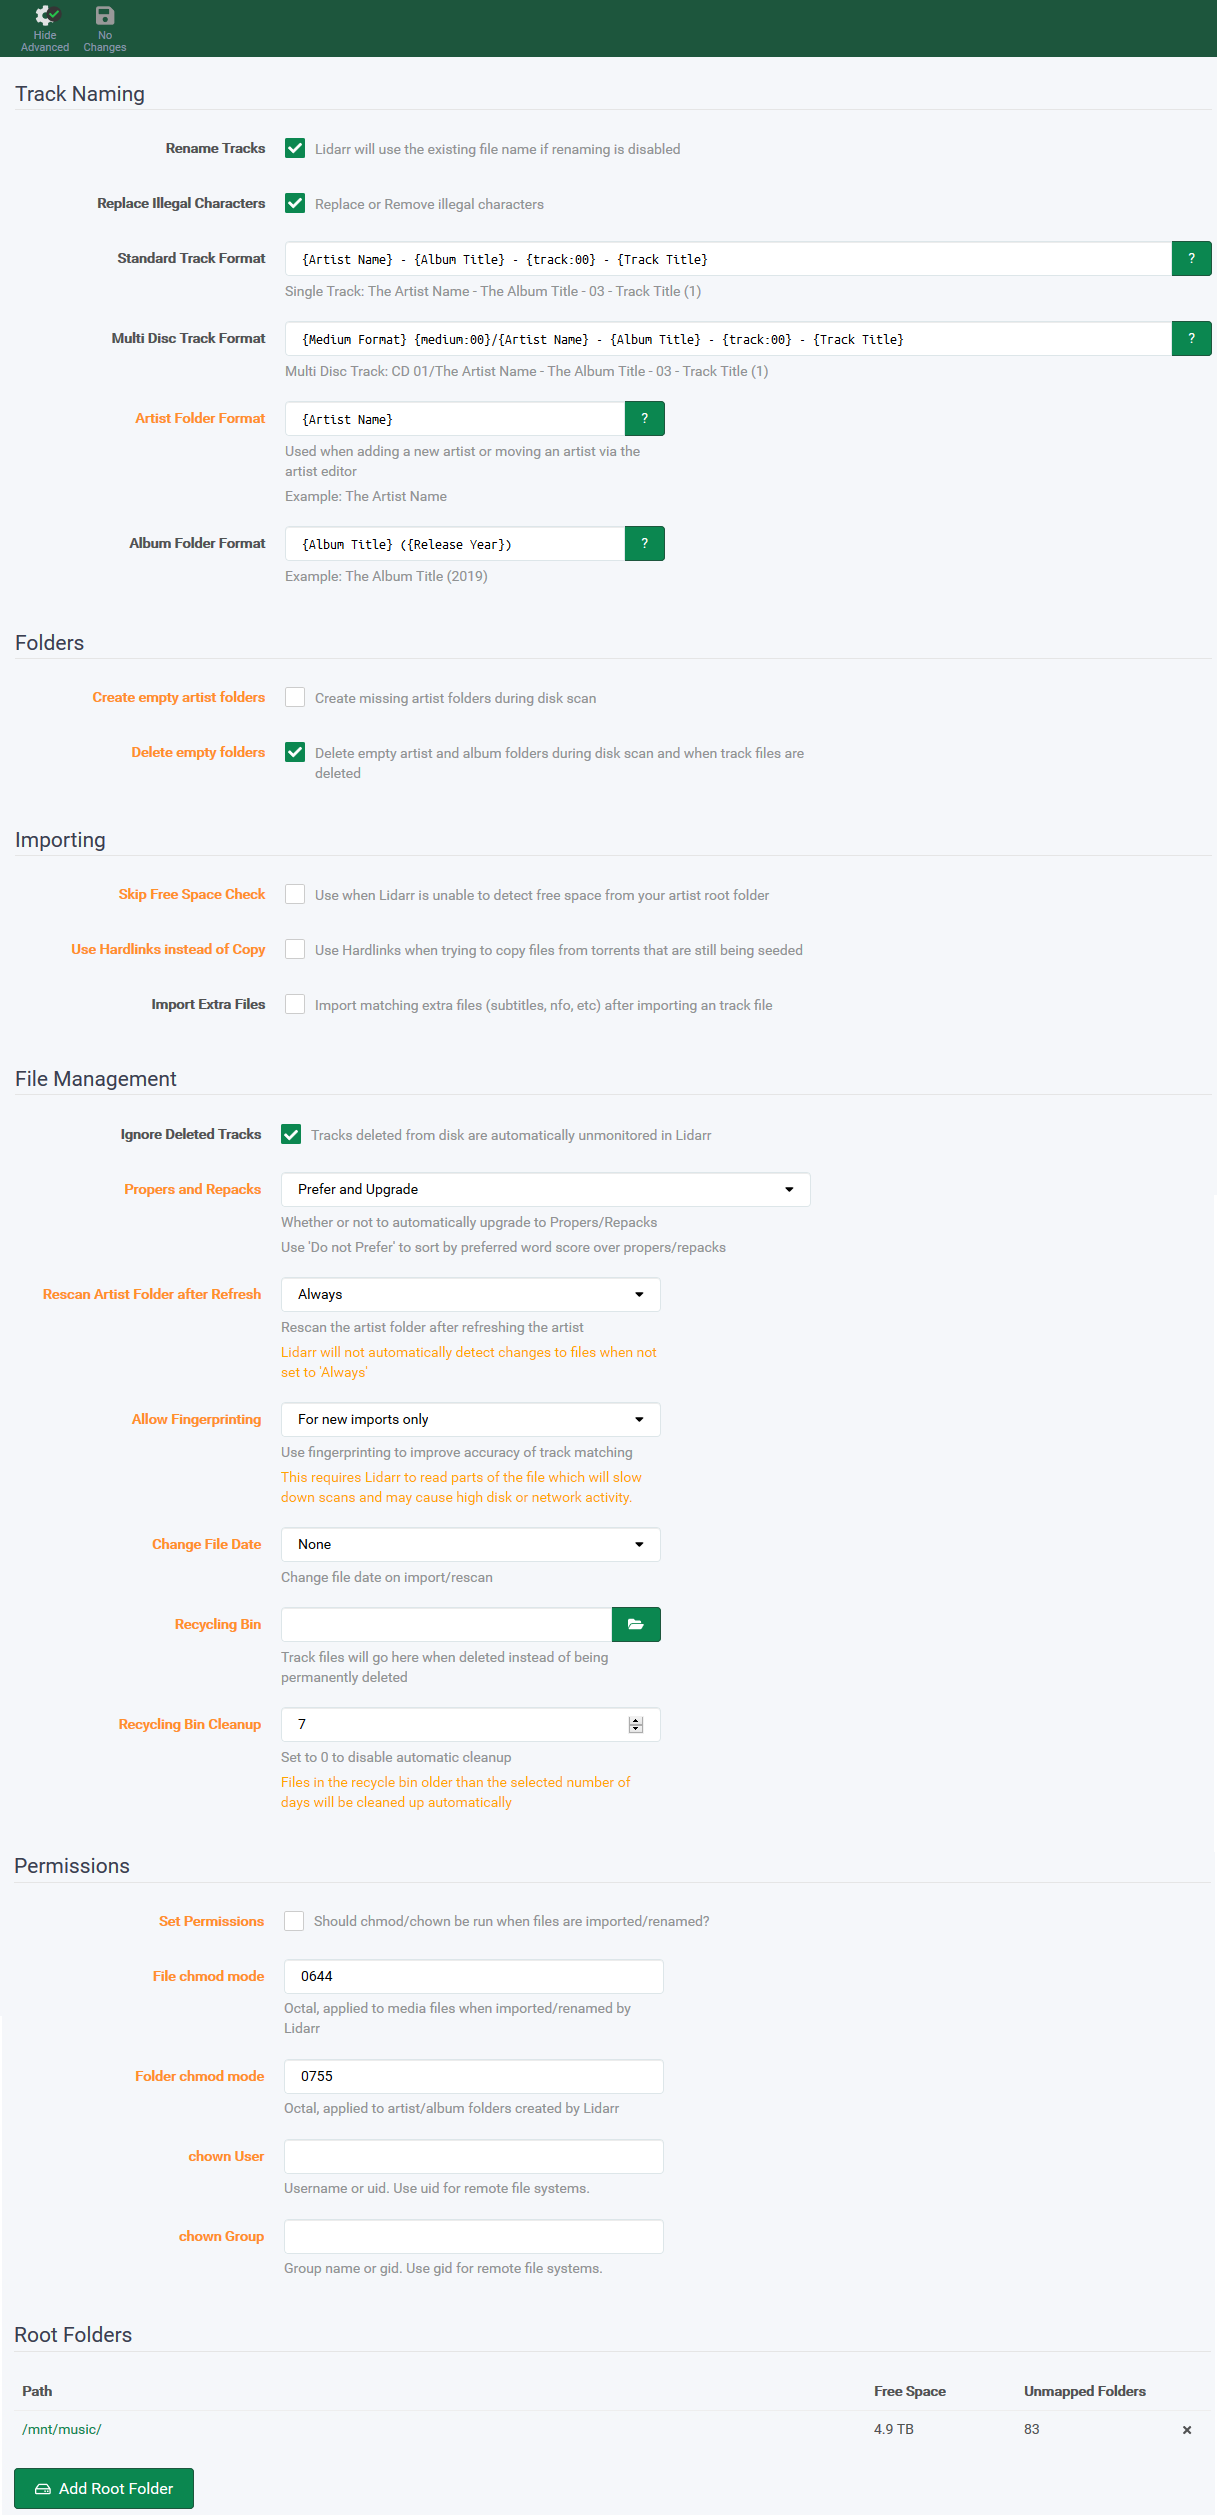 Hide
Advanced
No
Changes
Track Naming
Rename Tracks
Lidarr will use the existing file name if renaming is disabled
Replace Illegal Characters
Replace or Remove illegal characters
Standard Track Format
{Artist Name} - {Album Title} - {track:00} - {Track Title}
?
Single Track: The Artist Name - The Album Title - 03 - Track Title (1)
Multi Disc Track Format
{Medium Format} {medium:00}/{Artist Name} - {Album Title} - {track:00} - {Track Title}
?
Multi Disc Track: CD 01/The Artist Name - The Album Title - 03 - Track Title (1)
Artist Folder Format
{Artist Name}
?
Used when adding a new artist or moving an artist via the
artist editor
Example: The Artist Name
Album Folder Format
{Album Title} ({Release Year})
?
Example: The Album Title (2019)
Folders
Create empty artist folders
Create missing artist folders during disk scan
Delete empty folders
Delete empty artist and album folders during disk scan and when track files are
deleted
Importing
Skip Free Space Check
Use when Lidarr is unable to detect free space from your artist root folder
Use Hardlinks instead of Copy
Use Hardlinks when trying to copy files from torrents that are still being seeded
Import Extra Files
Import matching extra files (subtitles, nfo, etc) after importing an track file
File Management
Ignore Deleted Tracks
Tracks deleted from disk are automatically unmonitored in Lidarr
Propers and Repacks
Prefer and Upgrade
Whether or not to automatically upgrade to Propers/Repacks
Use 'Do not Prefer' to sort by preferred word score over propers/repacks
Rescan Artist Folder after Refresh
Always
Rescan the artist folder after refreshing the artist
Lidarr will not automatically detect changes to files when not
set to 'Always'
Allow Fingerprinting
For new imports only
Use fingerprinting to improve accuracy of track matching
This requires Lidarr to read parts of the file which will slow
down scans and may cause high disk or network activity.
Change File Date
None
Change file date on import/rescan
Recycling Bin
Track files will go here when deleted instead of being
permanently deleted
Recycling Bin Cleanup
7
Set to 0 to disable automatic cleanup
Files in the recycle bin older than the selected number of
days will be cleaned up automatically
Permissions
Set Permissions
Should chmod/chown be run when files are imported/renamed?
File chmod mode
0644
Octal, applied to media files when imported/renamed by
Lidarr
Folder chmod mode
0755
Octal, applied to artist/album folders created by Lidarr
chown User
Username or uid. Use uid for remote file systems.
chown Group
Group name or gid. Use gid for remote file systems.
Root Folders
Path
Free Space
Unmapped Folders
/mnt/music/
4.9 TB
83
Add Root Folder